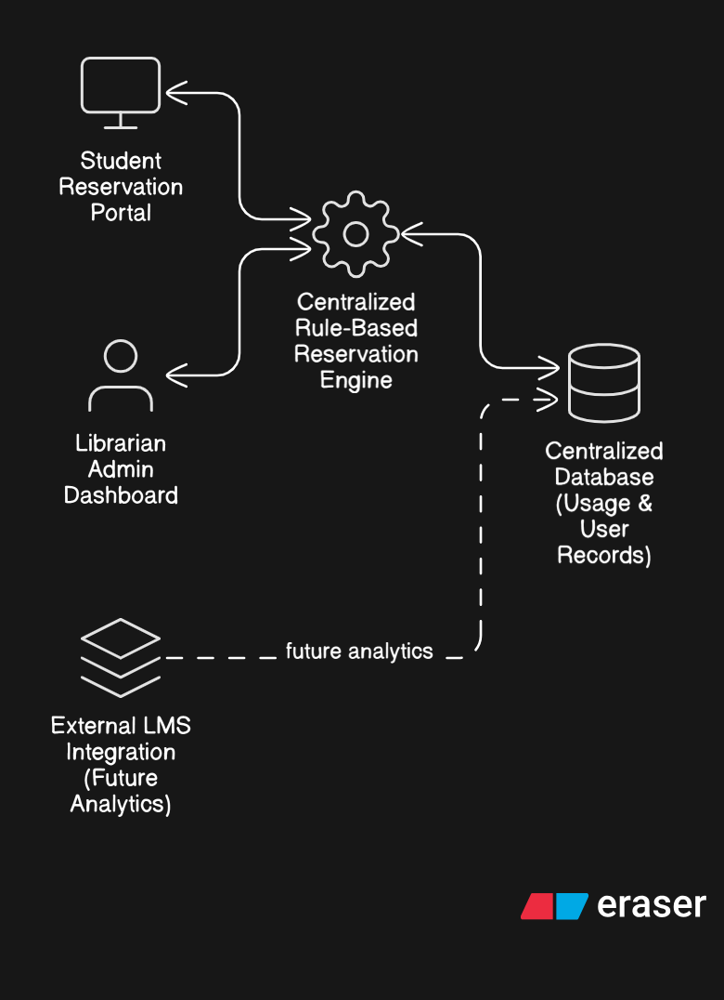 Student
Reservation
Portal
Centralized
Rule-Based
Reservation
Engine
Librarian
Admin
Dashboard
Centralized
Database
(Usage &
User
Records)
future analytics
External LMS
Integration
(Future
Analytics)
eraser